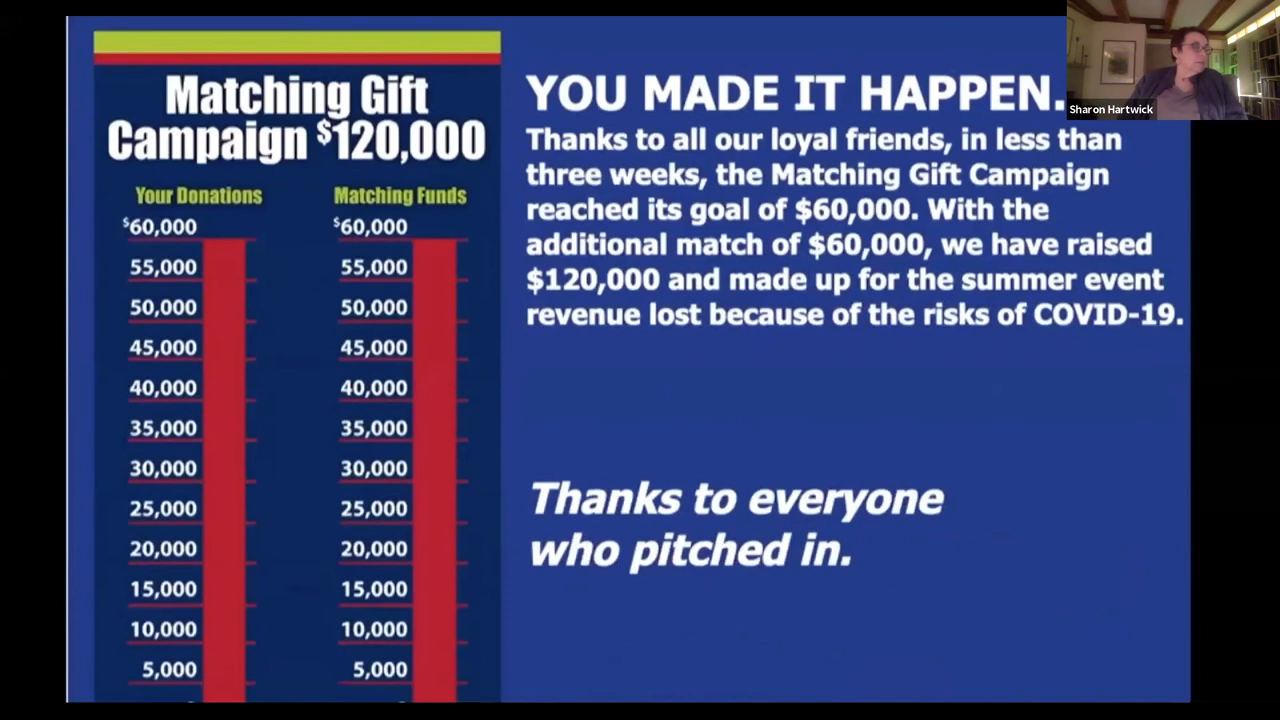 Matching Gift
Campaign $120,000
Your Donations
Matching Funds
$60,000
$60,000
55,000
55,000
50,000
50,000
45,000
45,000
40,000
40,000
35,000
35,000
30,000
30,000
25,000
25,000
20,000
20,000
15,000
15,000
10,000
10,000
5,000
5,000
YOU MADE IT HAPPEN.
Thanks to all our loyal friends, in less than
three weeks, the Matching Gift Campaign
reached its goal of $60,000. With the
additional match of $60,000, we have raised
$120,000 and made up for the summer event
revenue lost because of the risks of COVID-19.
Thanks to everyone
who pitched in.
Sharon Hartwick